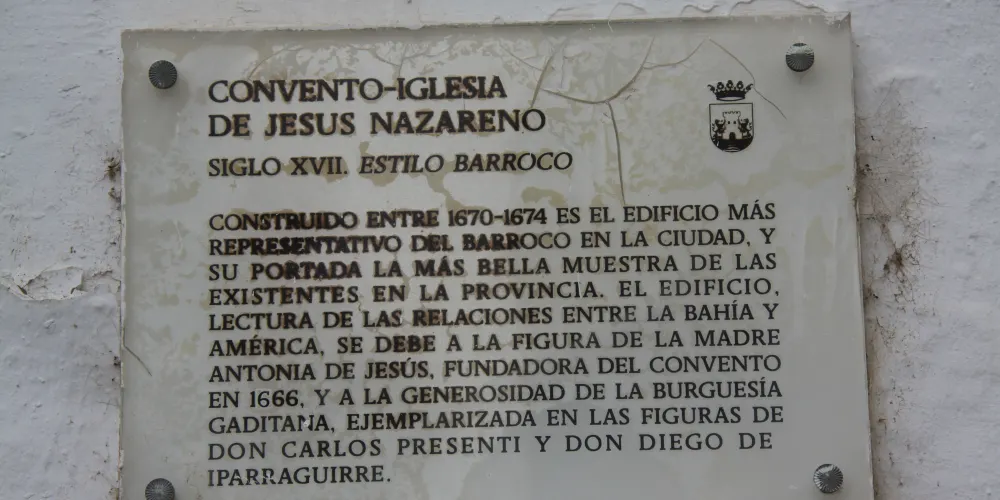 CONVENTO-IGLESIA
DE JESUS NAZARENO
SIGLO XVII. ESTILO BARROCO
CONSTRUIDO ENTRE 1670-1674 ES EL EDIFICIO MÁS
REPRESENTATIVO DEL BARROCO EN LA CIUDAD, Y
SU PORTADA LA MÁS BELLA MUESTRA DE LAS
EXISTENTES EN LA PROVINCIA. EL EDIFICIO,
LECTURA DE LAS RELACIONES ENTRE LA BAHÍA Y
AMÉRICA, SE DEBE A LA FIGURA DE LA MADRE
ANTONIA DE JESÚS, FUNDADORA DEL CONVENTO
EN 1666, Y A LA GENEROSIDAD DE LA BURGUESÍA
GADITANA, EJEMPLARIZADA EN LAS FIGURAS DE
DON CARLOS PRESENTI Y DON DIEGO DE
IPARRAGUIRRE.